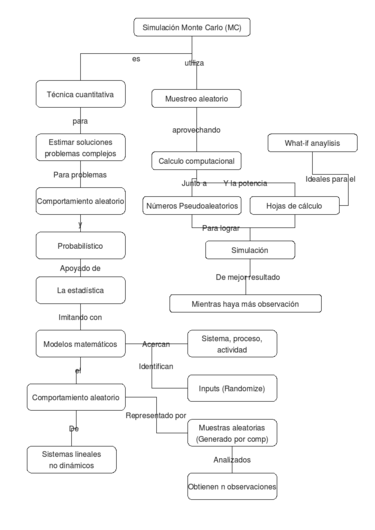 Simulación Monte Carlo (MC)
es
utiliza
Técnica cuantitativa
Muestreo aleatorio
para
aprovechando
Estimar soluciones
problemas complejos
Calculo computacional
What-if anaylisis
Para problemas
Junto a
Y la potencia
Ideales para el
Comportamiento aleatorio
Números Pseudoaleatorios
Hojas de cálculo
y
Para lograr
Probabilístico
Simulación
Apoyado de
De mejor resultado
La estadística
Mientras haya más observación
Imitando con
Modelos matemáticos
Acercan
Sistema, proceso,
actividad
Identifican
el
Inputs (Randomize)
Comportamiento aleatorio
Representado por
De
Muestras aleatorias
(Generado por comp)
Sistemas lineales
no dinámicos
Analizados
Obtienen n observaciones